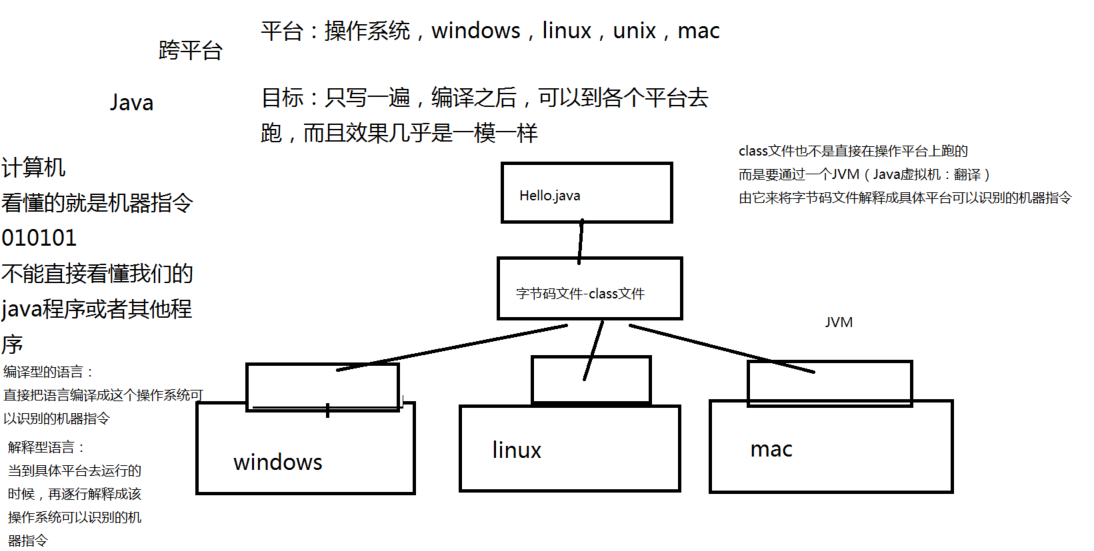 跨平台
平台：操作系统，windows，linux，unix，mac
Java
目标：只写一遍，编译之后，可以到各个平台去
跑，而且效果几乎是一模一样
计算机
看懂的就是机器指令
010101
不能直接看懂我们的
java程序或者其他程
序
编译型的语言：
直接把语言编译成这个操作系统可
以识别的机器指令
解释型语言：
当到具体平台去运行的
时候，再逐行解释成该
操作系统可以识别的机
器指令
class文件也不是直接在操作平台上跑的
而是要通过一个JVM（Java虚拟机：翻译）
由它来将字节码文件解释成具体平台可以识别的机器指令
Hello.java
字节码文件-class文件
JVM
windows
linux
mac